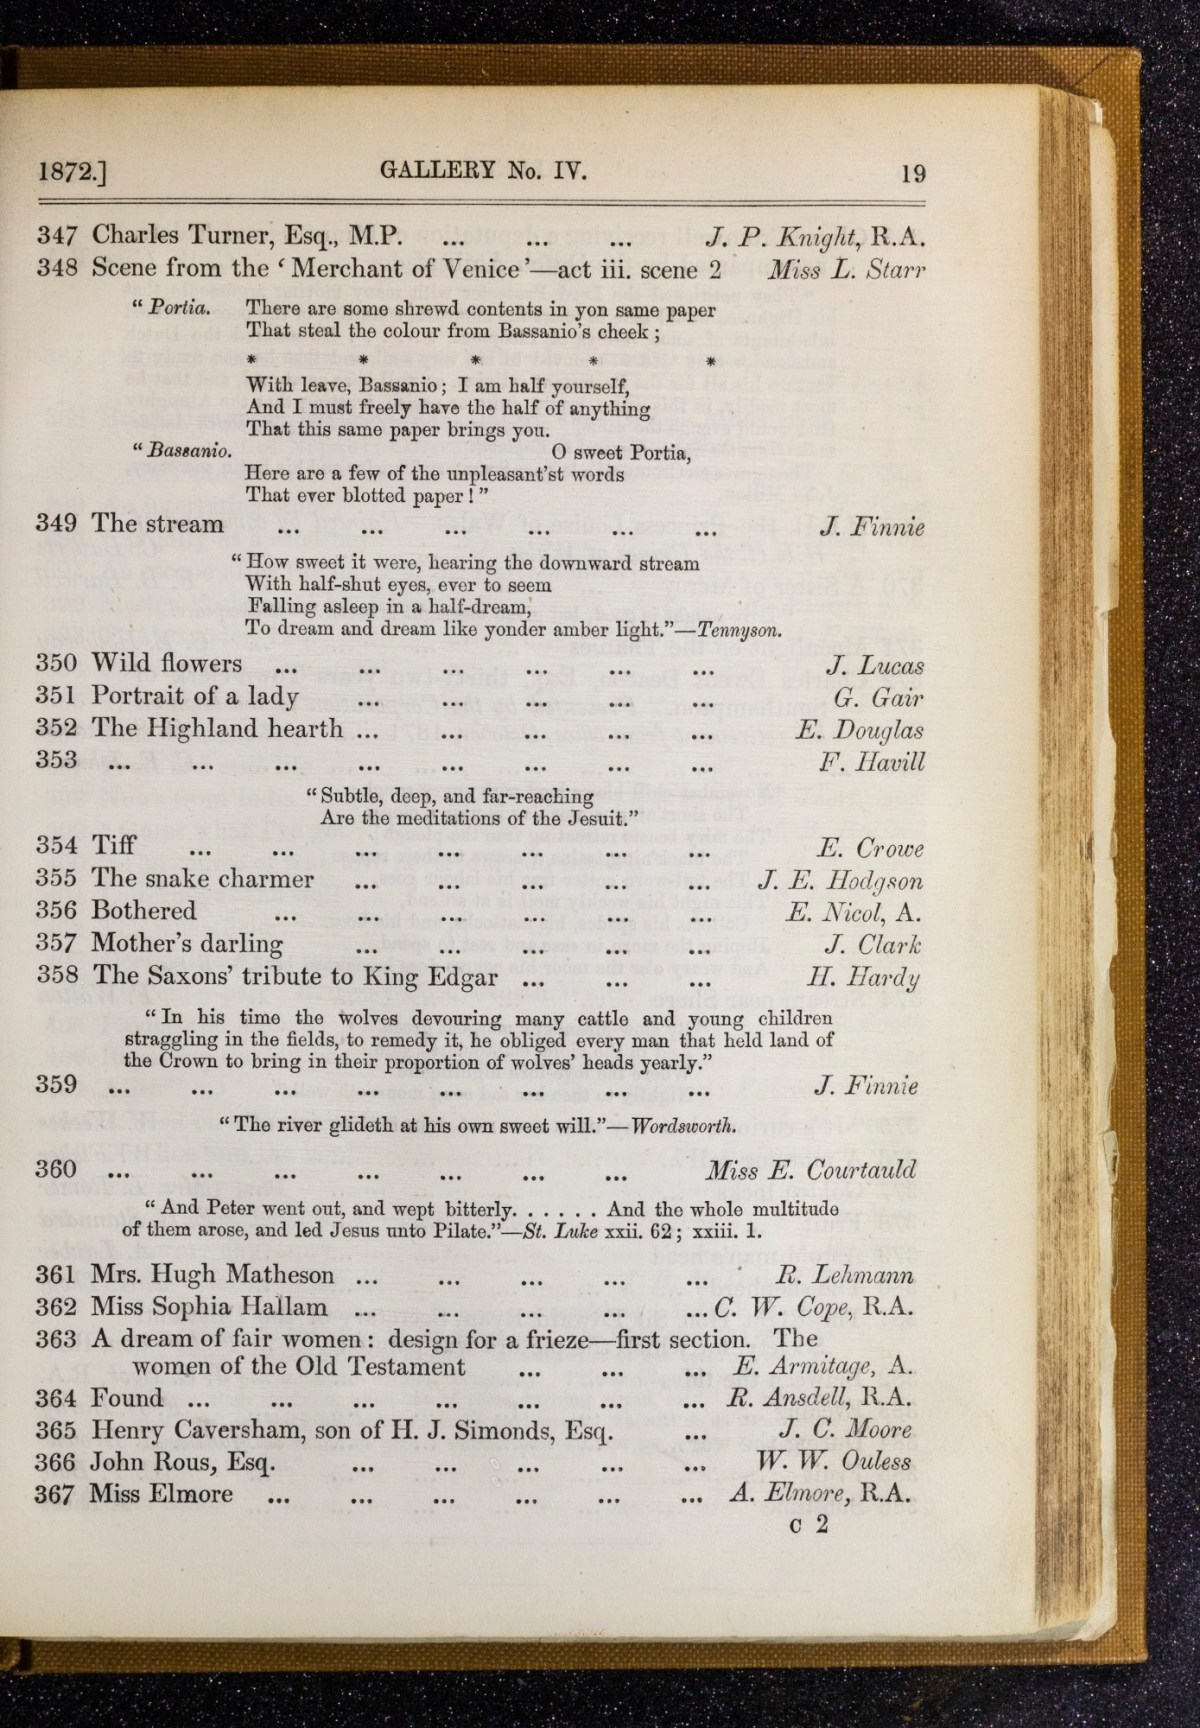 1872.] GALLERY No. IV. 19
347 Charles Turner, Esq., M.P. ... ... ... J. P. Knight, R.A.
348 Scene from the ‘ Merchant of Venice ’—act iii. scene 2 Miss L. Starr
“ Portia. There are some shrewd contents in yon same paper
That steal the colour from Bassanio’s cheek ;
* * * * *
With leave, Bassanio ; I am half yourself,
And I must freely have the half of anything
That this same paper brings you.
“ Bassanio. O sweet Portia,
Here are a few of the unpleasant’st words
That ever blotted paper ! ”
349 The stream ... ... ... ... ... ... J. Finnie
“ How sweet it were, hearing the downward stream
With half-shut eyes, ever to seem
Falling asleep in a half-dream,
To dream and dream like yonder amber light.”—Tennyson.
350 Wild flowers ... ... ... ... ... ... J. Lucas
351 Portrait of a lady ... ... ... ... ... G. Gair
352 The Highland hearth ... ... ... ... ... E. Douglas
353 ... ... ... ... ... ... ... ... F. Havill
“ Subtle, deep, and far-reaching
Are the meditations of the Jesuit.”
354 Tiff ... ... ... ... ... ... ... E. Crowe
355 The snake charmer ... ... ... ... ... J. E. Hodgson
356 Bothered ... ... ... ... ... ... E. Nicol, A.
357 Mother’s darling ... ... ... ... ... J. Clark
358 The Saxons’ tribute to King Edgar ... ... ... H. Hardy
“ In his time the wolves devouring many cattle and young children
straggling in the fields, to remedy it, he obliged every man that held land of
the Crown to bring in their proportion of wolves’ heads yearly.”
359 ... ... ... ... ... ... ... ... J. Finnie
“ The river glideth at his own sweet will.”—Wordsworth.
360 ... ... ... ... ... ... ... Miss E. Courtauld
“ And Peter went out, and wept bitterly. . . . . . And the whole multitude
of them arose, and led Jesus unto Pilate.”—St. Luke xxii. 62 ; xxiii. 1.
361 Mrs. Hugh Matheson ... ... ... ... ... R. Lehmann
362 Miss Sophia Hallam ... ... ... ... ... C. W. Cope, R.A.
363 A dream of fair women : design for a frieze—first section. The
women of the Old Testament ... ... ... E. Armitage, A.
364 Found ... ... ... ... ... ... ... R. Ansdell, R.A.
365 Henry Caversham, son of H. J. Simonds, Esq. ... J. C. Moore
366 John Rous, Esq. ... ... ... ... ... W. W. Ouless
367 Miss Elmore ... ... ... ... ... ... A. Elmore, R.A.
C 2